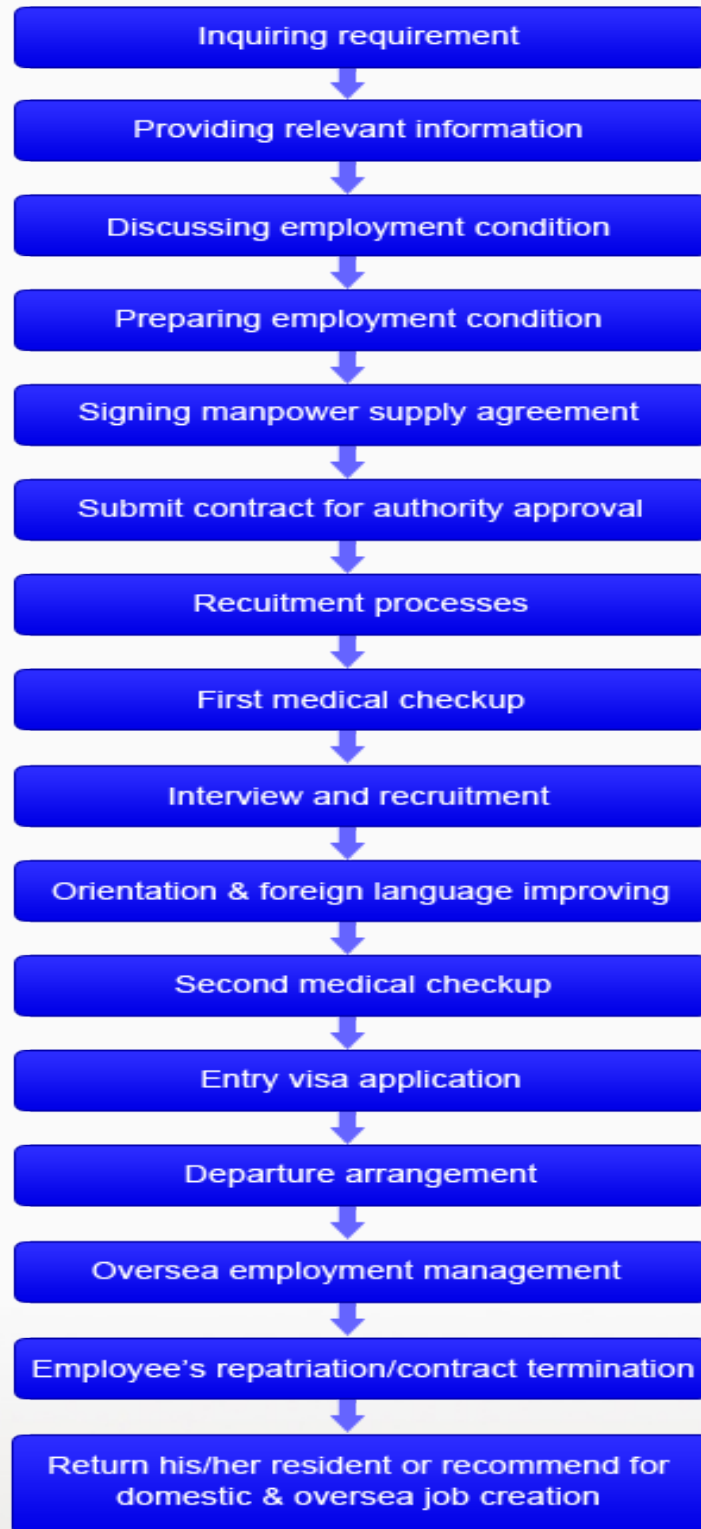 Inquiring requirement
Providing relevant information
Discussing employment condition
Preparing employment condition
Signing manpower supply agreement
Submit contract for authority approval
Recuitment processes
First medical checkup
Interview and recruitment
Orientation & foreign language improving
Second medical checkup
Entry visa application
Departure arrangement
Oversea employment management
Employee’s repatriation/contract termination
Return his/her resident or recommend for
domestic & oversea job creation